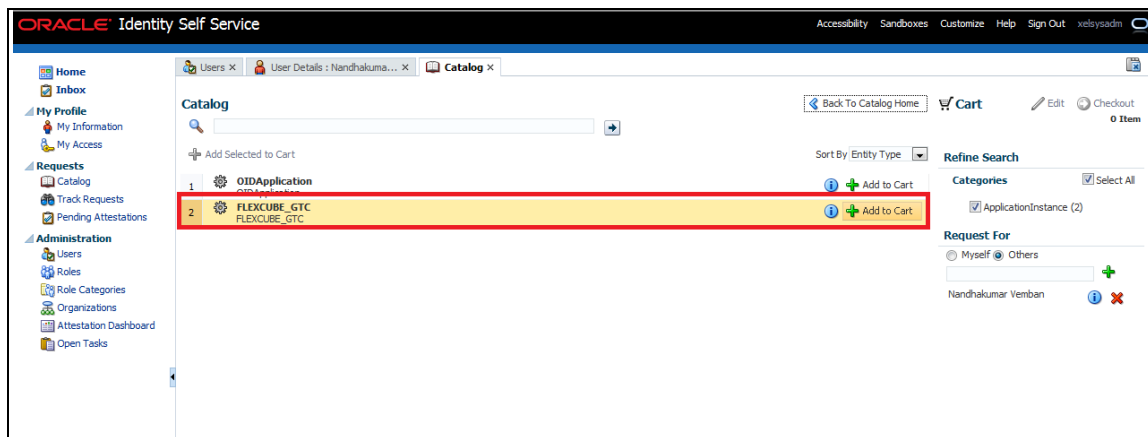 ORACLE Identity Self Service
Accessibility Sandboxes Customize Help Sign Out xelsysadm
Users × User Details : Nandhakuma... × Catalog ×
Home
Inbox
My Profile
My Information
My Access
Requests
Catalog
Track Requests
Pending Attestations
Administration
Users
Roles
Role Categories
Organizations
Attestation Dashboard
Open Tasks
Catalog
Back To Catalog Home
Add Selected to Cart
Sort By Entity Type
1 OIDApplication
OIDApplication
Add to Cart
2 FLEXCUBE_GTC
FLEXCUBE_GTC
Add to Cart
Cart Edit Checkout
0 Item
Refine Search
Categories Select All
ApplicationInstance (2)
Request For
Myself Others
Nandhakumar Vemban